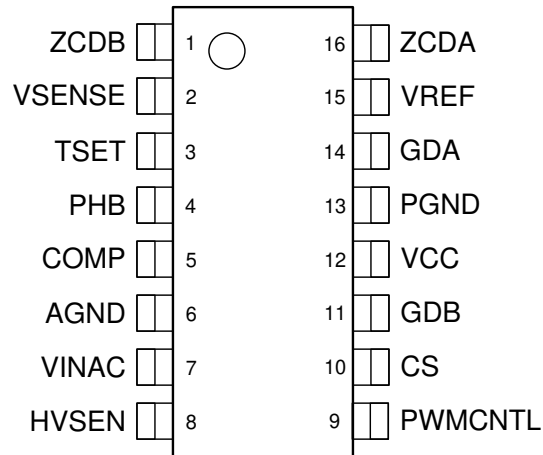 ZCDB 1 16 ZCDA
VSENSE 2 15 VREF
TSET 3 14 GDA
PHB 4 13 PGND
COMP 5 12 VCC
AGND 6 11 GDB
VINAC 7 10 CS
HVSEN 8 9 PWMCNTL